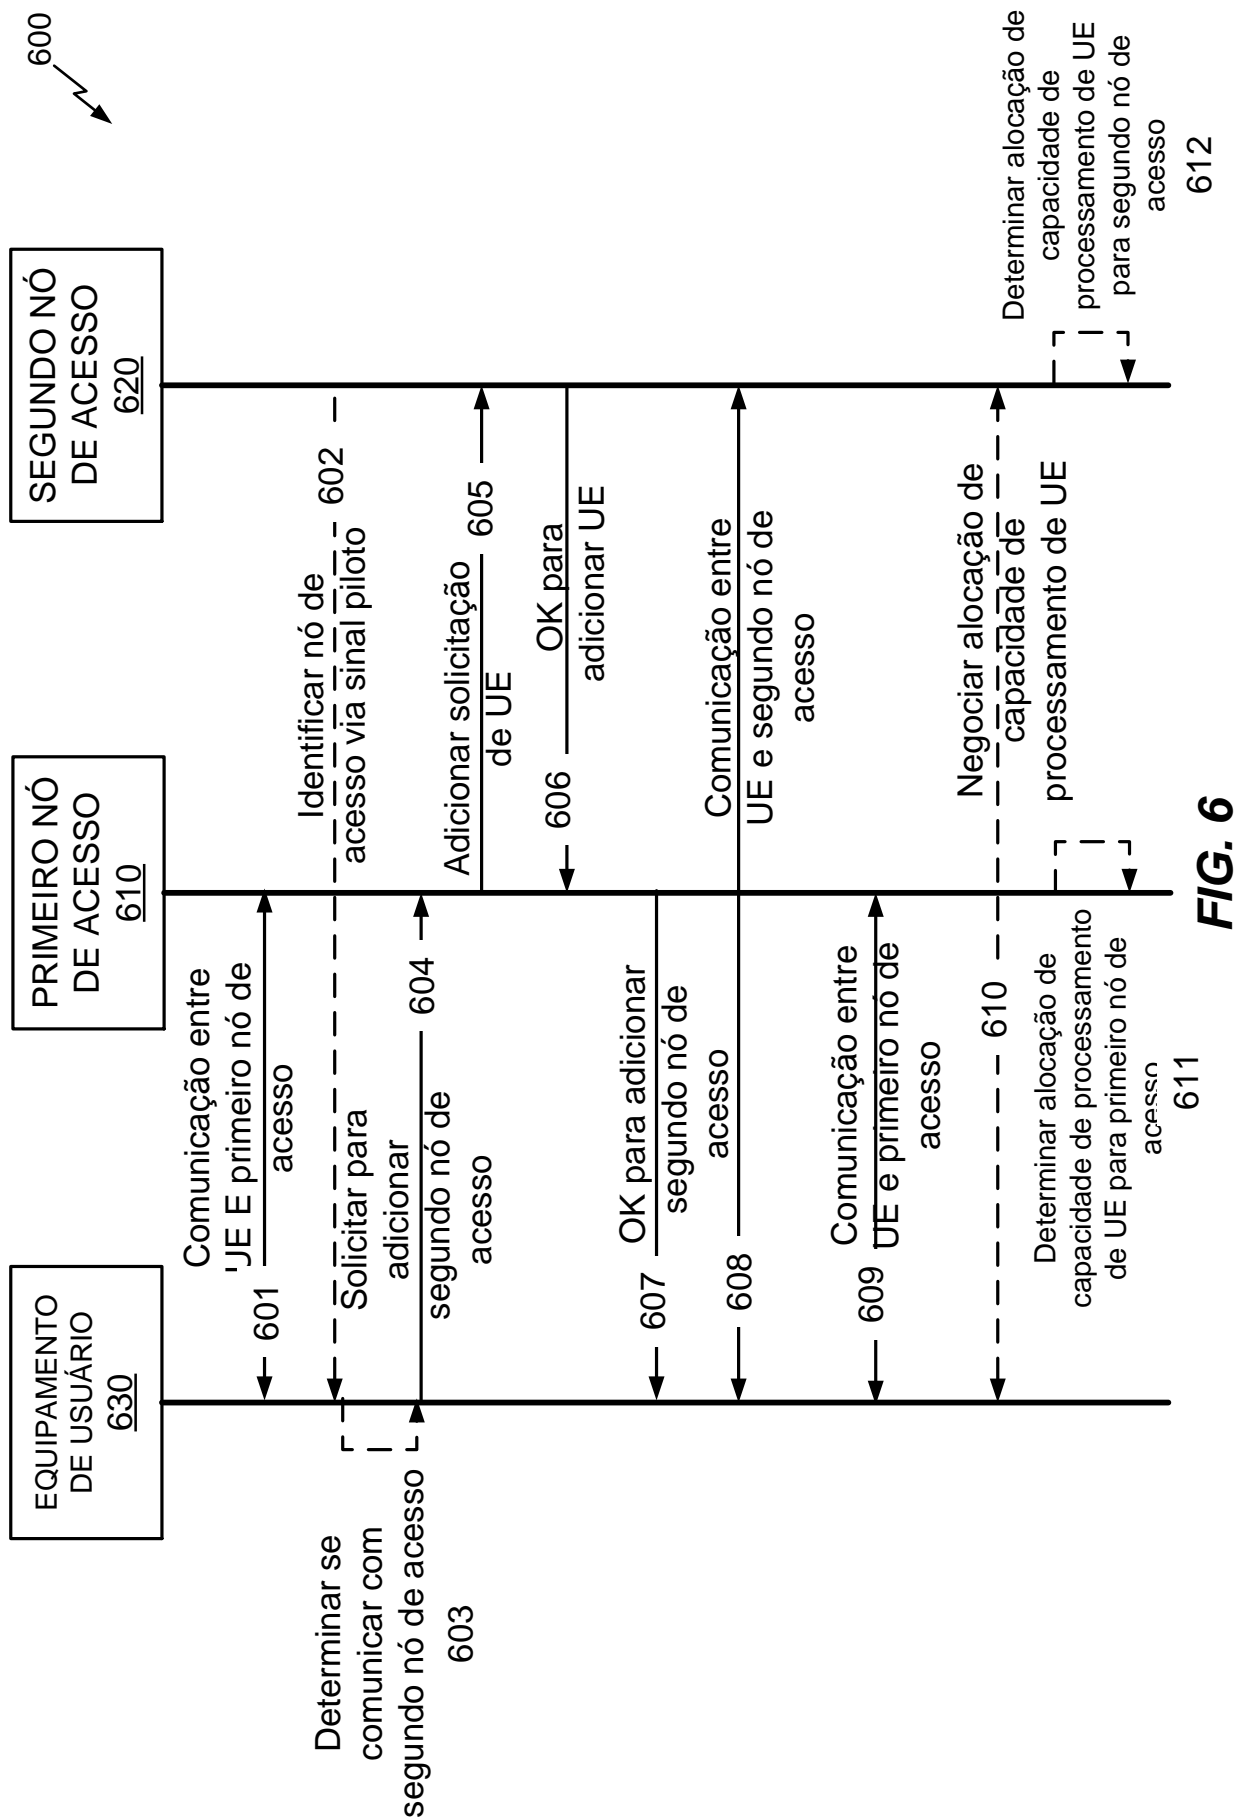 600
EQUIPAMENTO
DE USUÁRIO
630
PRIMEIRO NÓ
DE ACESSO
610
SEGUNDO NÓ
DE ACESSO
620
Comunicação entre
UE E primeiro nó de
acesso
601
Identificar nó de
acesso via sinal piloto
602
Determinar se
comunicar com
segundo nó de acesso
603
Solicitar para
adicionar
segundo nó de
acesso
604
Adicionar solicitação
de UE
605
OK para
adicionar UE
606
OK para adicionar
segundo nó de
acesso
607
Comunicação entre
UE e segundo nó de
acesso
608
Comunicação entre
UE e primeiro nó de
acesso
609
Negociar alocação de
capacidade de
processamento de UE
610
Determinar alocação de
capacidade de processamento
de UE para primeiro nó de
acesso
611
Determinar alocação de
capacidade de
processamento de UE
para segundo nó de
acesso
612
FIG. 6